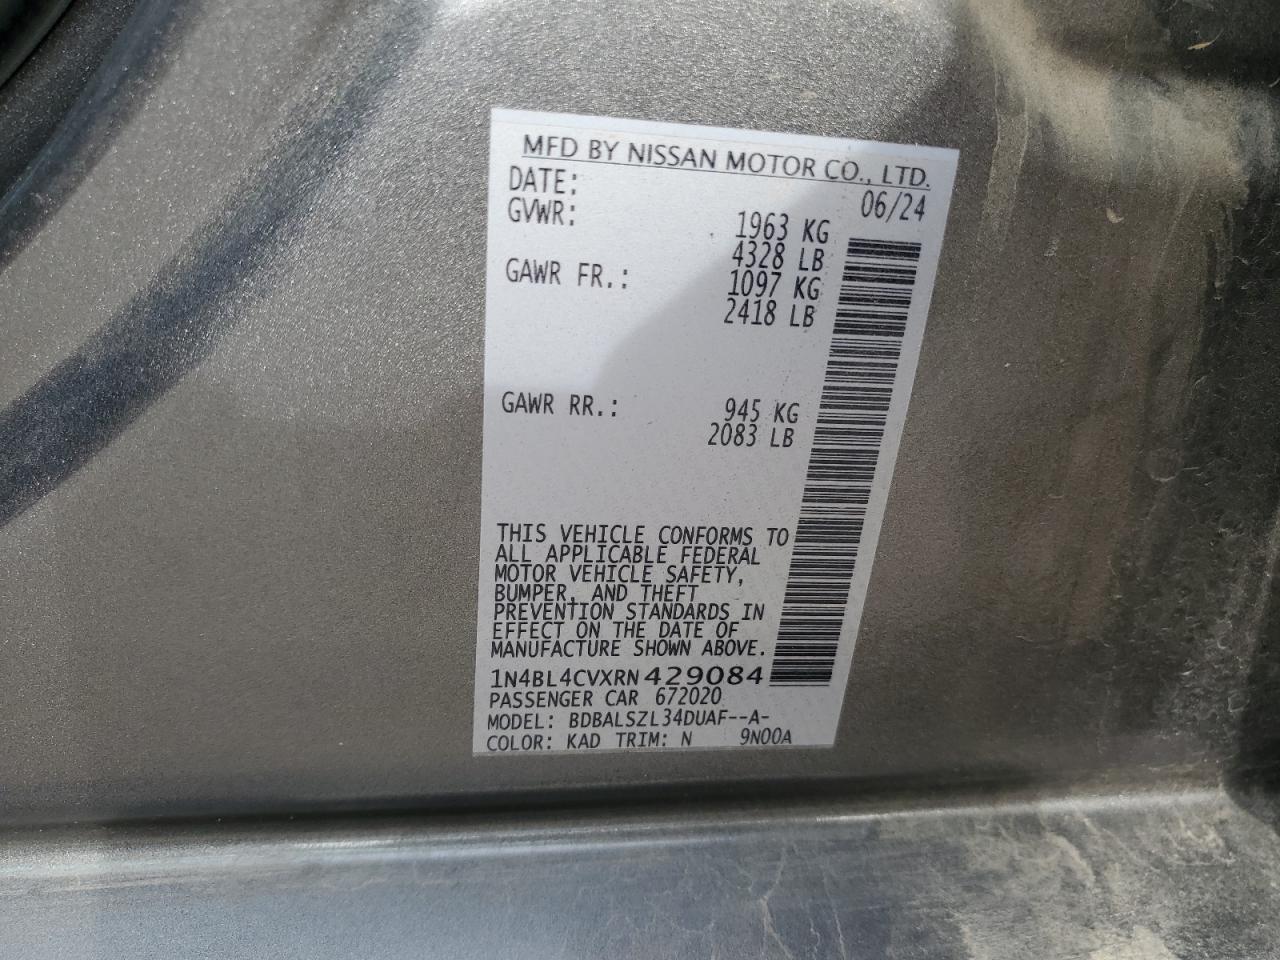 MFD BY NISSAN MOTOR CO., LTD.
DATE: 06/24
GVWR: 1963 KG
4328 LB
GAWR FR.: 1097 KG
2418 LB
GAWR RR.: 945 KG
2083 LB
THIS VEHICLE CONFORMS TO
ALL APPLICABLE FEDERAL
MOTOR VEHICLE SAFETY,
BUMPER, AND THEFT
PREVENTION STANDARDS IN
EFFECT ON THE DATE OF
MANUFACTURE SHOWN ABOVE.
1N4BL4CVXRN429084
PASSENGER CAR 672020
MODEL: BDBALSZL34DUAF--A-
COLOR: KAD TRIM: N 9N00A